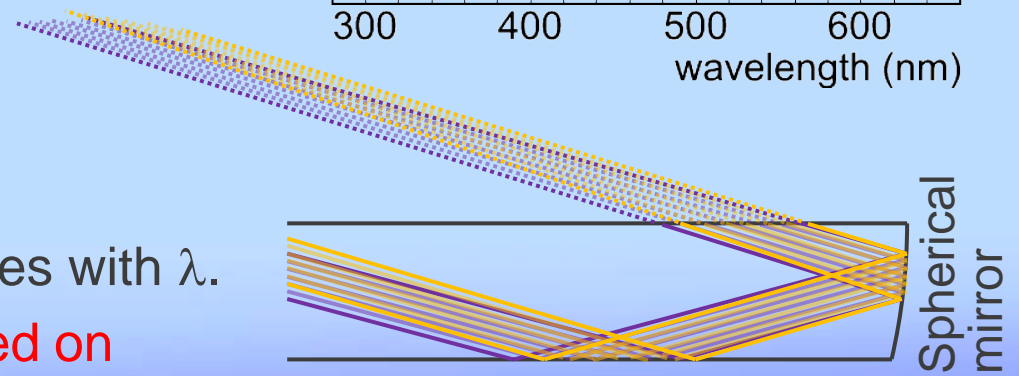 300 400 500 600
wavelength (nm)
es with λ.
ed on
Spherical
mirror